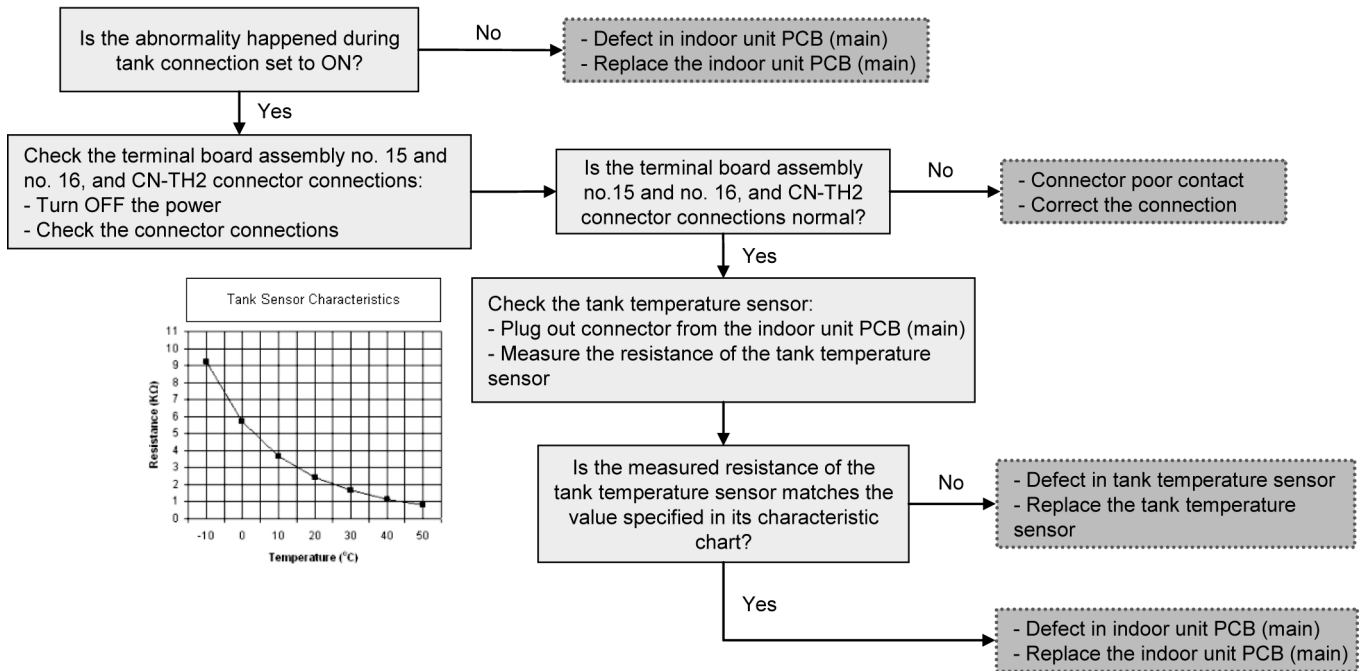 Is the abnormality happened during
tank connection set to ON?
No
- Defect in indoor unit PCB (main)
- Replace the indoor unit PCB (main)
Yes
Check the terminal board assembly no. 15 and
no. 16, and CN-TH2 connector connections:
- Turn OFF the power
- Check the connector connections
Is the terminal board assembly
no.15 and no. 16, and CN-TH2
connector connections normal?
No
- Connector poor contact
- Correct the connection
Yes
Check the tank temperature sensor:
- Plug out connector from the indoor unit PCB (main)
- Measure the resistance of the tank temperature
sensor
Tank Sensor Characteristics
Resistance (KΩ)
11
10
9
8
7
6
5
4
3
2
1
0
-10 0 10 20 30 40 50
Temperature (°C)
Is the measured resistance of the
tank temperature sensor matches the
value specified in its characteristic
chart?
No
- Defect in tank temperature sensor
- Replace the tank temperature
sensor
Yes
- Defect in indoor unit PCB (main)
- Replace the indoor unit PCB (main)